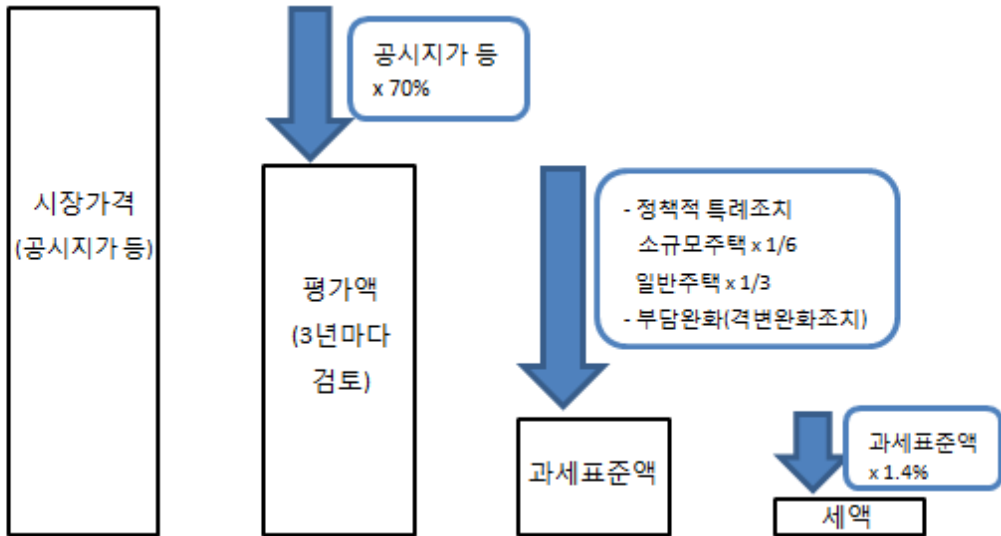 시장가격
(공시지가 등)
공시지가 등
x 70%
평가액
(3년마다
검토)
- 정책적 특례조치
소규모주택 x 1/6
일반주택 x 1/3
- 부담완화(격변완화조치)
과세표준액
과세표준액
x 1.4%
세액